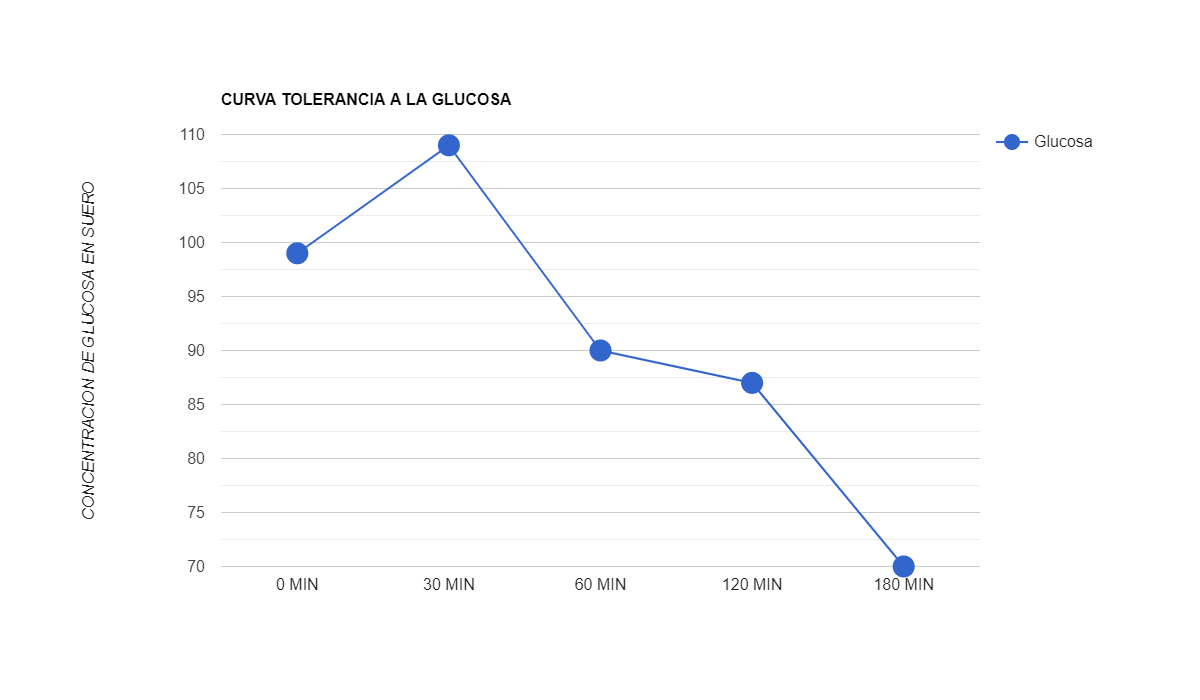 CURVA TOLERANCIA A LA GLUCOSA
Glucosa
CONCENTRACION DE GLUCOSA EN SUERO
110
105
100
95
90
85
80
75
70
0 MIN
30 MIN
60 MIN
120 MIN
180 MIN